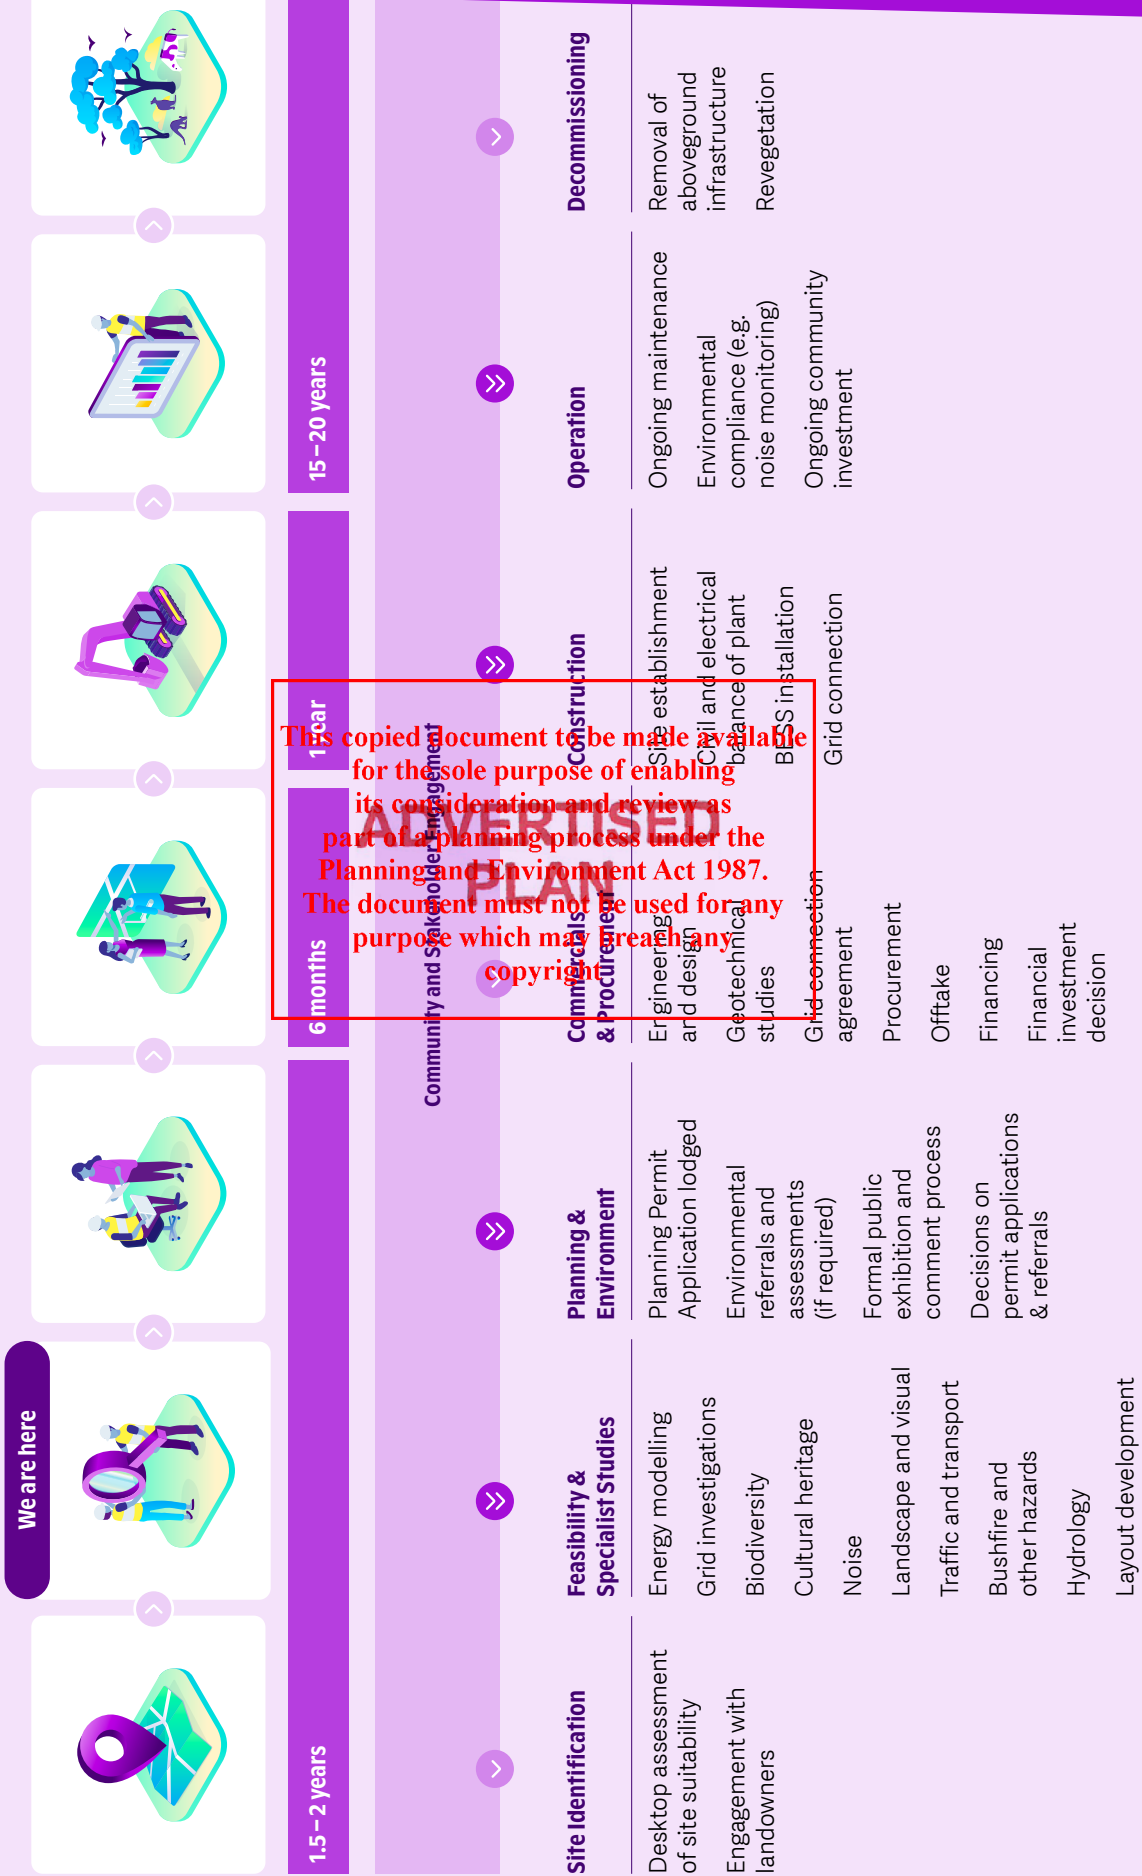 We are here
1.5 – 2 years
6 months
1 year
15 – 20 years
Community and Stakeholder Engagement
Site Identification
Desktop assessment
of site suitability
Engagement with
landowners
Feasibility &
Specialist Studies
Energy modelling
Grid investigations
Biodiversity
Cultural heritage
Noise
Landscape and visual
Traffic and transport
Bushfire and
other hazards
Hydrology
Layout development
Planning &
Environment
Planning Permit
Application lodged
Environmental
referrals and
assessments
(if required)
Formal public
exhibition and
comment process
Decisions on
permit applications
& referrals
Commercials
& Procurement
Engineering
and design
Geotechnical
studies
Grid connection
agreement
Procurement
Offtake
Financing
Financial
investment
decision
Construction
Site establishment
Civil and electrical
balance of plant
BESS installation
Grid connection
Operation
Ongoing maintenance
Environmental
compliance (e.g.
noise monitoring)
Ongoing community
investment
Decommissioning
Removal of
aboveground
infrastructure
Revegetation
This copied document to be made available
for the sole purpose of enabling
its consideration and review as
part of a planning process under the
Planning and Environment Act 1987.
The document must not be used for any
purpose which may breach any
copyright
ADVERTISED
PLAN